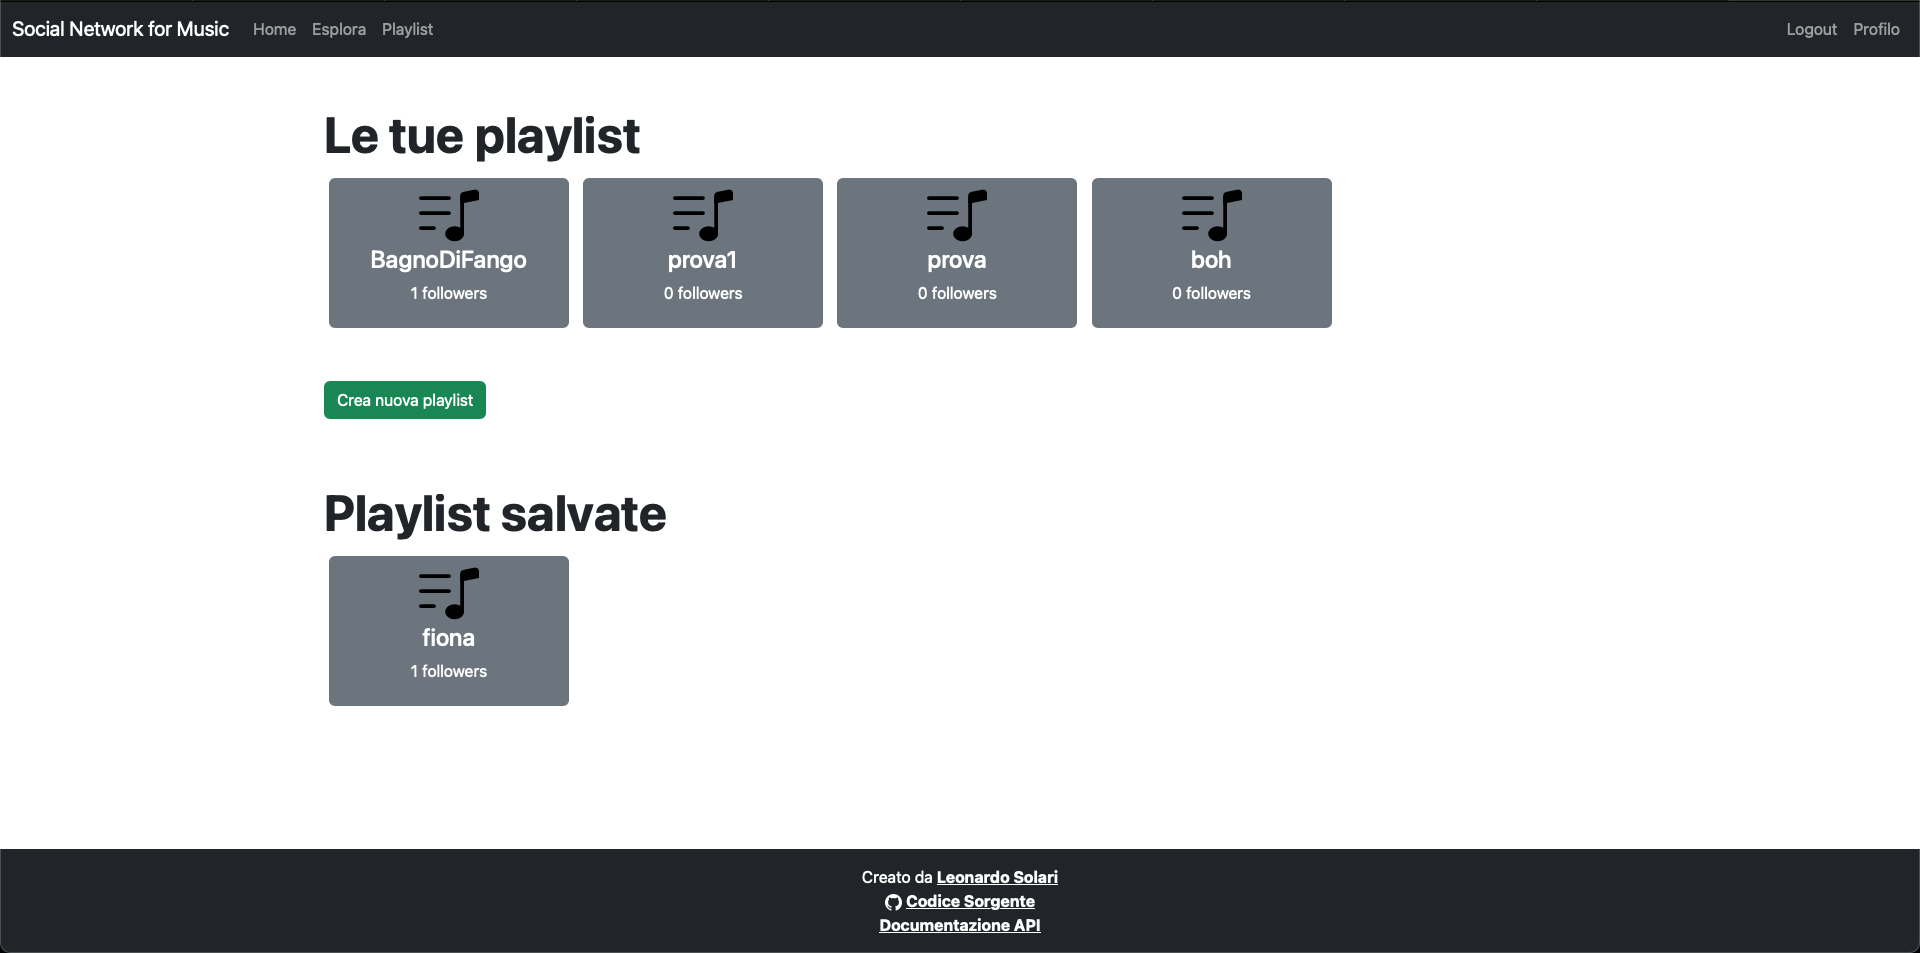 Social Network for Music Home Esplora Playlist Logout Profilo
Le tue playlist
BagnoDiFango prova1 prova boh
1 followers 0 followers 0 followers 0 followers
Crea nuova playlist
Playlist salvate
fiona
1 followers
Creato da Leonardo Solari
Codice Sorgente
Documentazione API